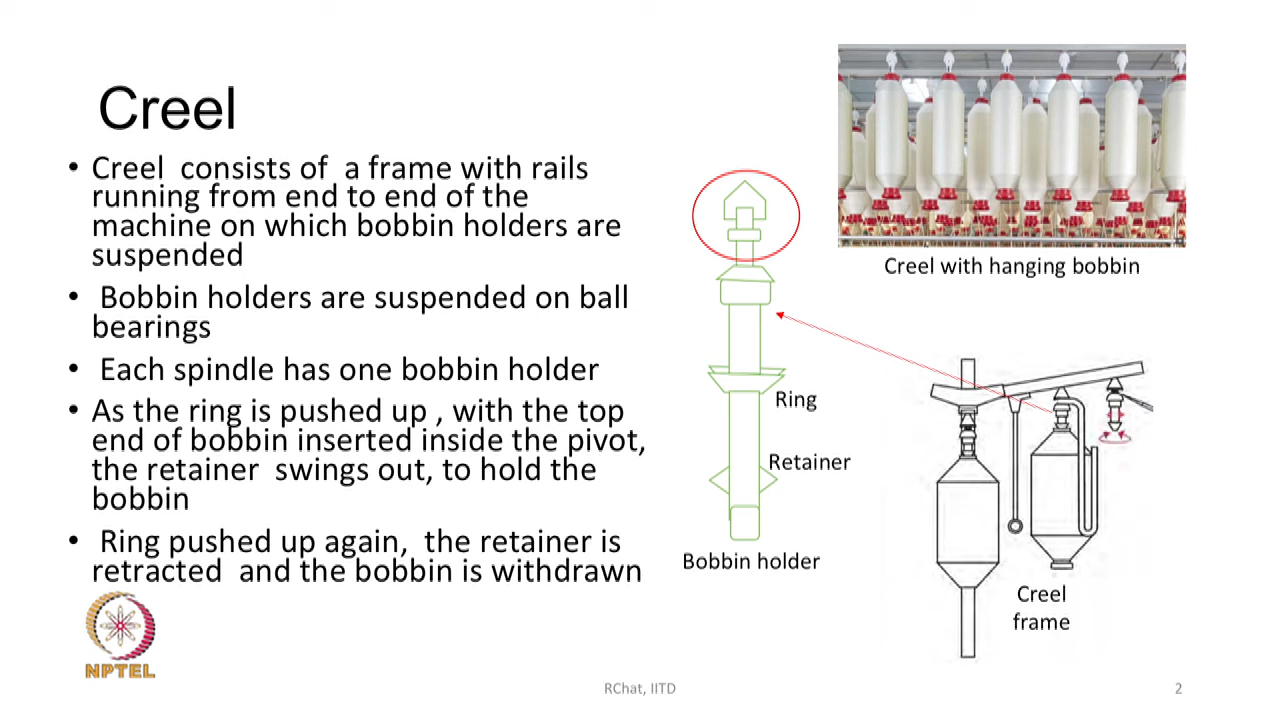 Creel
• Creel consists of a frame with rails
running from end to end of the
machine on which bobbin holders are
suspended
• Bobbin holders are suspended on ball
bearings
• Each spindle has one bobbin holder
• As the ring is pushed up , with the top
end of bobbin inserted inside the pivot,
the retainer swings out, to hold the
bobbin
• Ring pushed up again, the retainer is
retracted and the bobbin is withdrawn
Creel with hanging bobbin
Ring
Retainer
Bobbin holder
Creel
frame
NPTEL
RChat, IITD
2